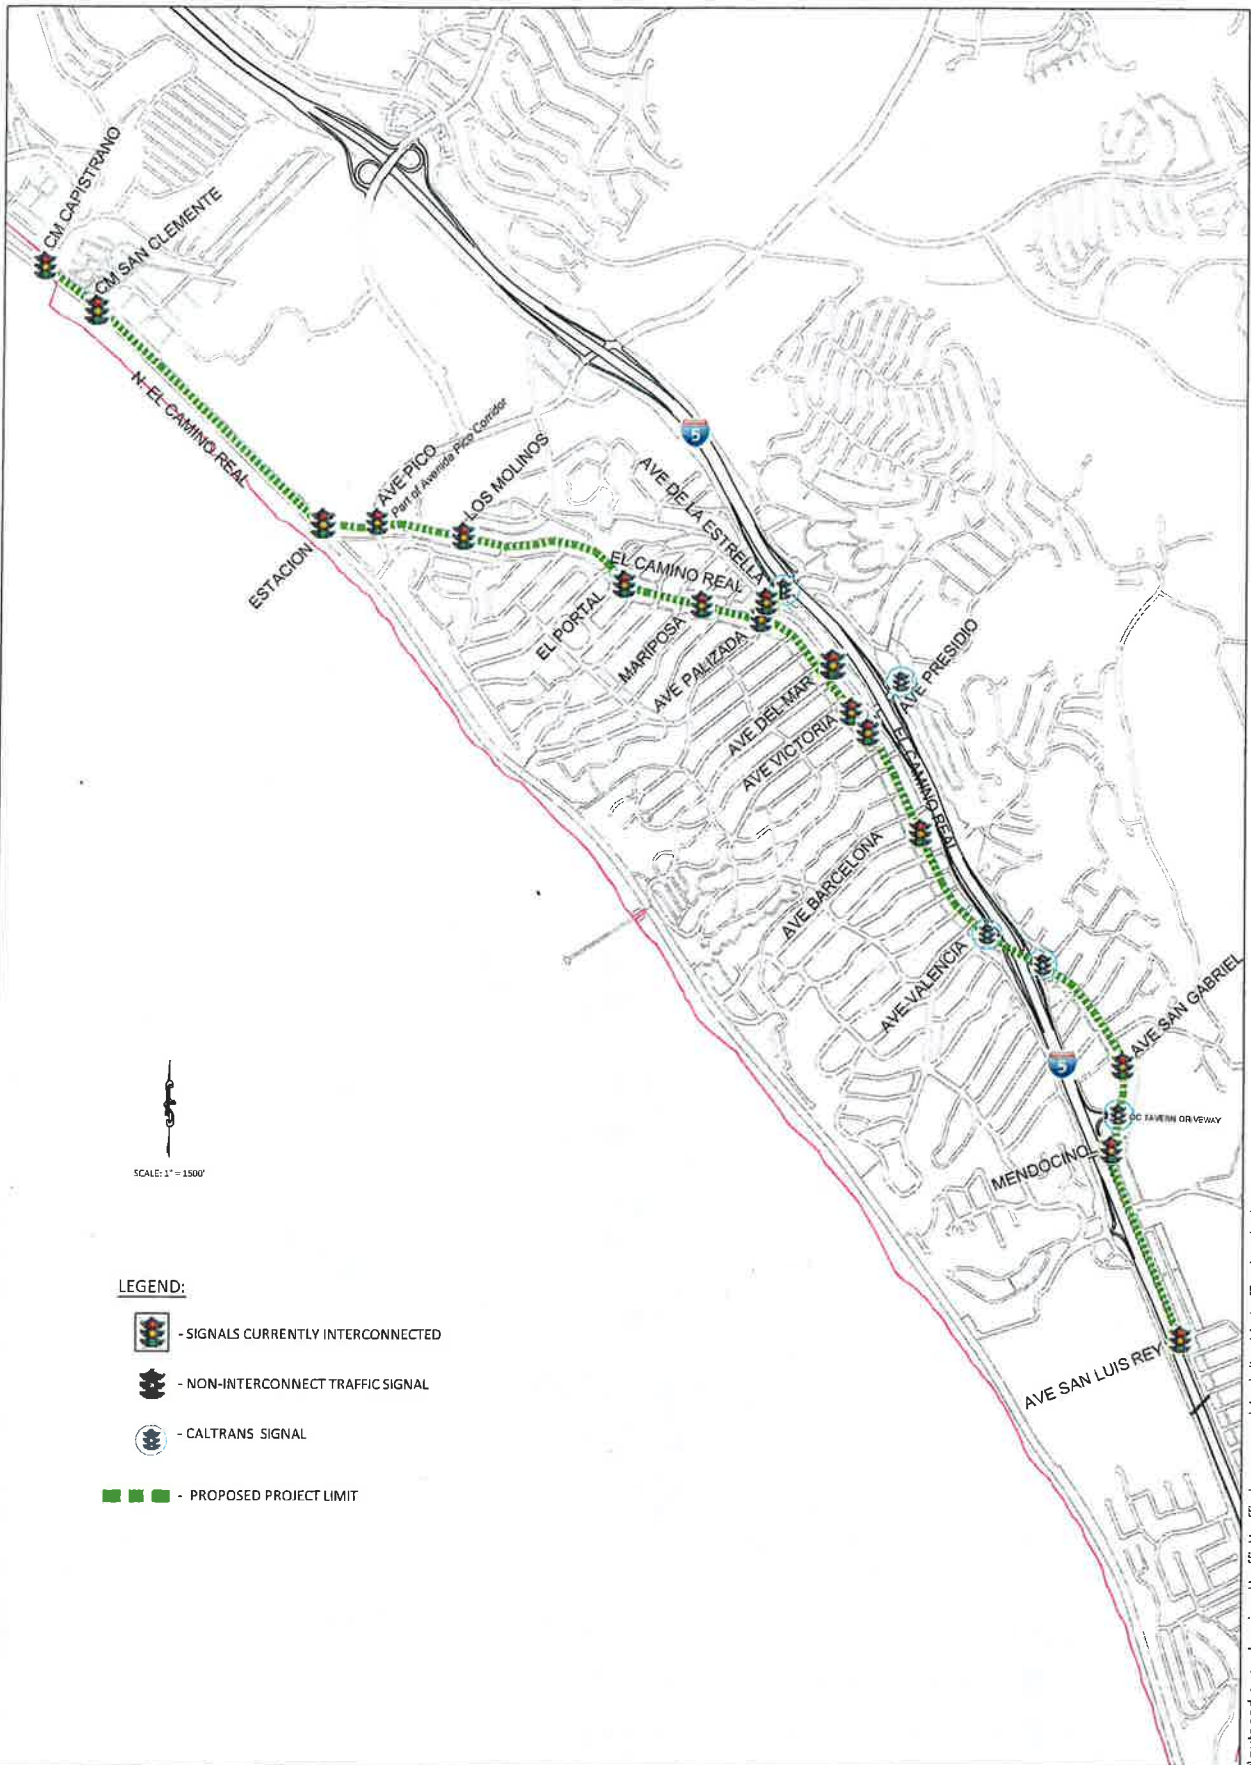 CM CAPISTRANO
CM SAN CLEMENTE
N. EL CAMINO REAL
ESTACION
AVE PICO
Part of Avenida Pico Corridor
LOS MOLINOS
5
AVE DE LA ESTRELLA
EL CAMINO REAL
EL PORTAL
MARIPOSA
AVE PALIZADA
AVE DEL MAR
AVE VICTORIA
AVE PRESIDIO
EL CAMINO REAL
AVE BARCELONA
AVE VALENCIA
AVE SAN GABRIEL
5
OC TAVERN DRIVEWAY
MENDOCINO
AVE SAN LUIS REY
SCALE: 1" = 1500'
LEGEND:
- SIGNALS CURRENTLY INTERCONNECTED
- NON-INTERCONNECT TRAFFIC SIGNAL
- CALTRANS SIGNAL
- PROPOSED PROJECT LIMIT